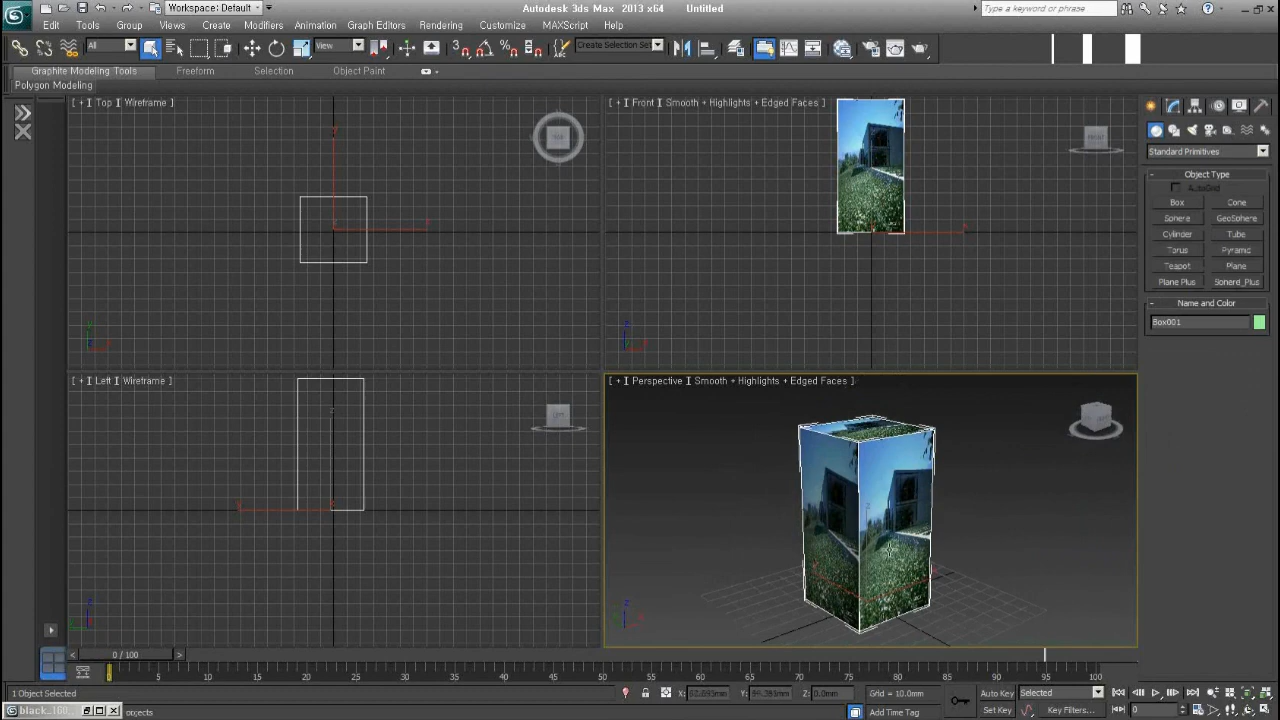 Workspace: Default
Autodesk 3ds Max 2013 x64 Untitled
Type a keyword or phrase
Edit Tools Group Views Create Modifiers Animation Graph Editors Rendering Customize MAXScript Help
All
View
Create Selection Se
Graphite Modeling Tools Freeform Selection Object Paint
Polygon Modeling
[ + ] Top ] Wireframe ]
[ + ] Front ] Smooth + Highlights + Edged Faces ]
FRONT
Standard Primitives
Object Type
AutoGrid
Box Cone
Sphere GeoSphere
Cylinder Tube
Torus Pyramid
Teapot Plane
Plane Plus
Name and Color
Box001
[ + ] Left ] Wireframe ]
[ + ] Perspective ] Smooth + Highlights + Edged Faces ]
0 / 100
5 10 15 20 25 30 35 40 45 50 55 60 65 70 75 80 85 90 95 100
1 Object Selected
X: Y: Z: 0.0mm
Grid = 10.0mm
Auto Key Selected
black_100
objects
Add Time Tag
Set Key Key Filters...
0